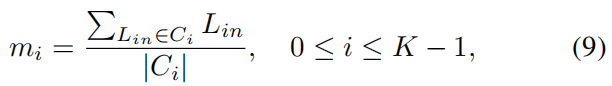 m_i = \frac{\sum_{L_{in} \in C_i} L_{in}}{|C_i|}, \quad 0 \leq i \leq K - 1, \quad (9)